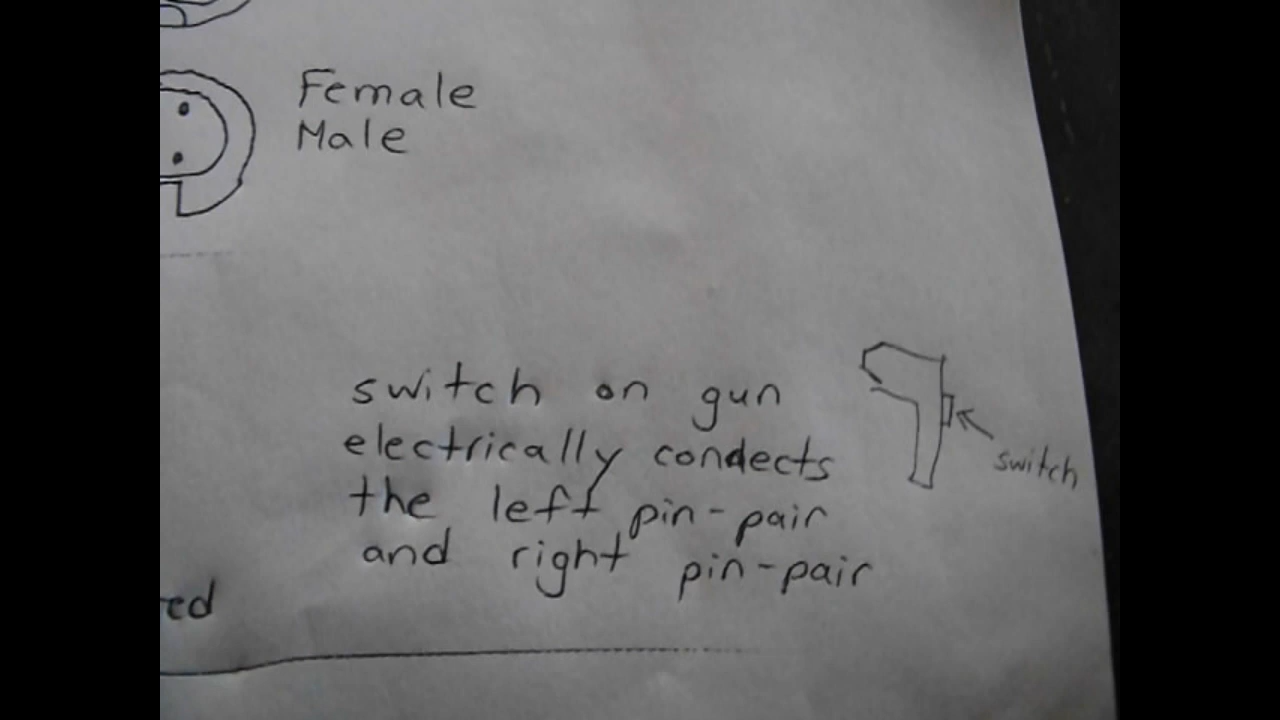 Female
Male
switch on gun
electrically condects
the left pin-pair
and right pin-pair
switch
ed